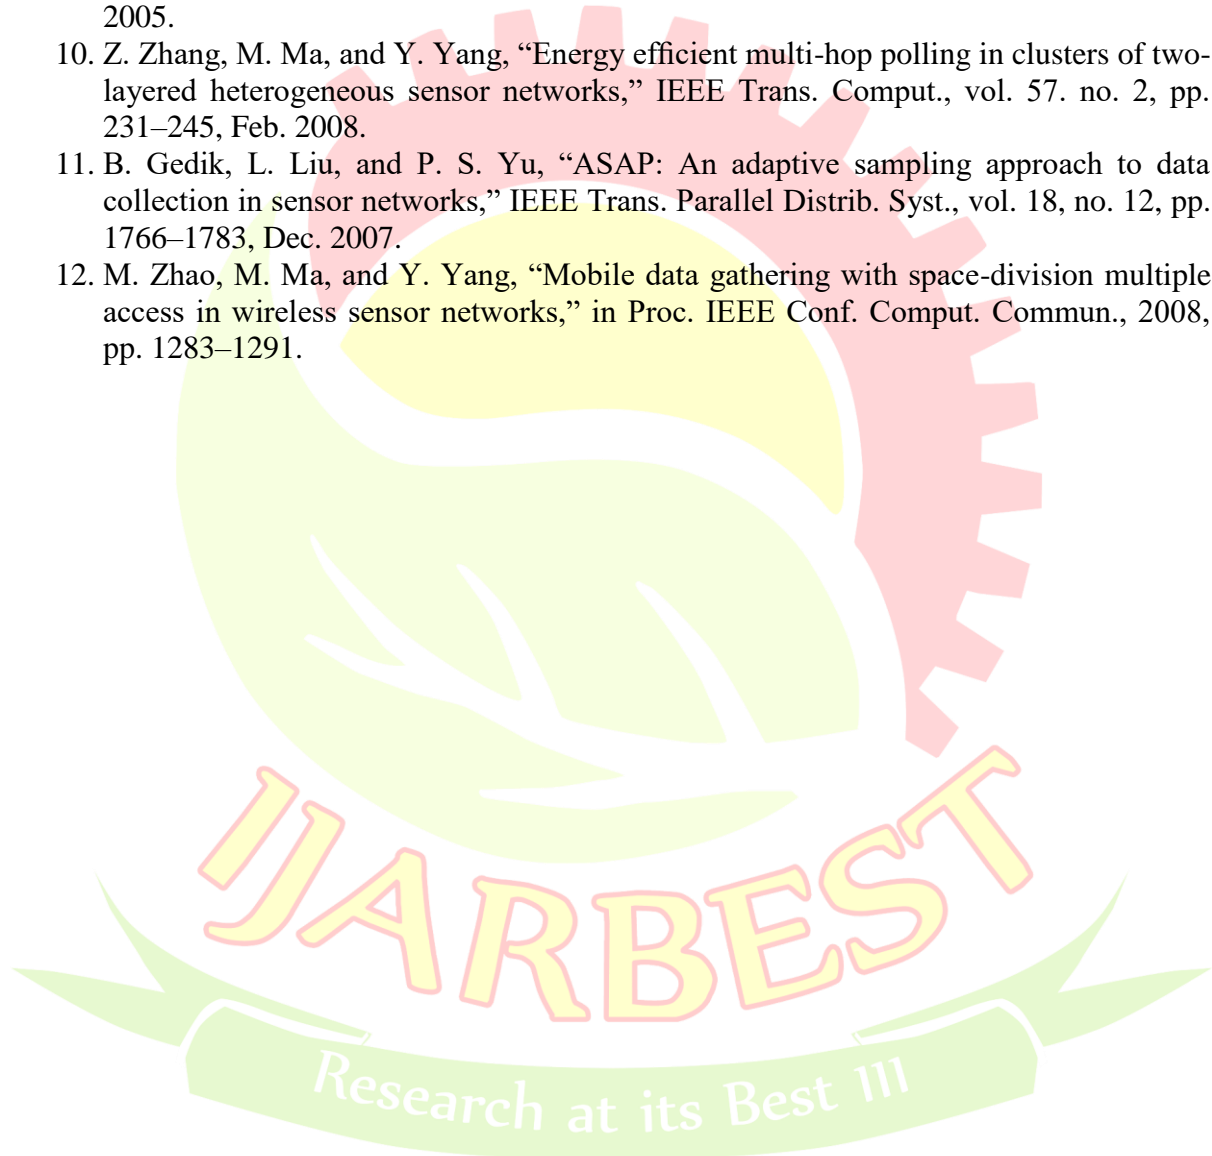 2005.
10. Z. Zhang, M. Ma, and Y. Yang, “Energy efficient multi-hop polling in clusters of two-
layered heterogeneous sensor networks,” IEEE Trans. Comput., vol. 57. no. 2, pp.
231–245, Feb. 2008.
11. B. Gedik, L. Liu, and P. S. Yu, “ASAP: An adaptive sampling approach to data
collection in sensor networks,” IEEE Trans. Parallel Distrib. Syst., vol. 18, no. 12, pp.
1766–1783, Dec. 2007.
12. M. Zhao, M. Ma, and Y. Yang, “Mobile data gathering with space-division multiple
access in wireless sensor networks,” in Proc. IEEE Conf. Comput. Commun., 2008,
pp. 1283–1291.
IJARBEST
Research at its Best !!!